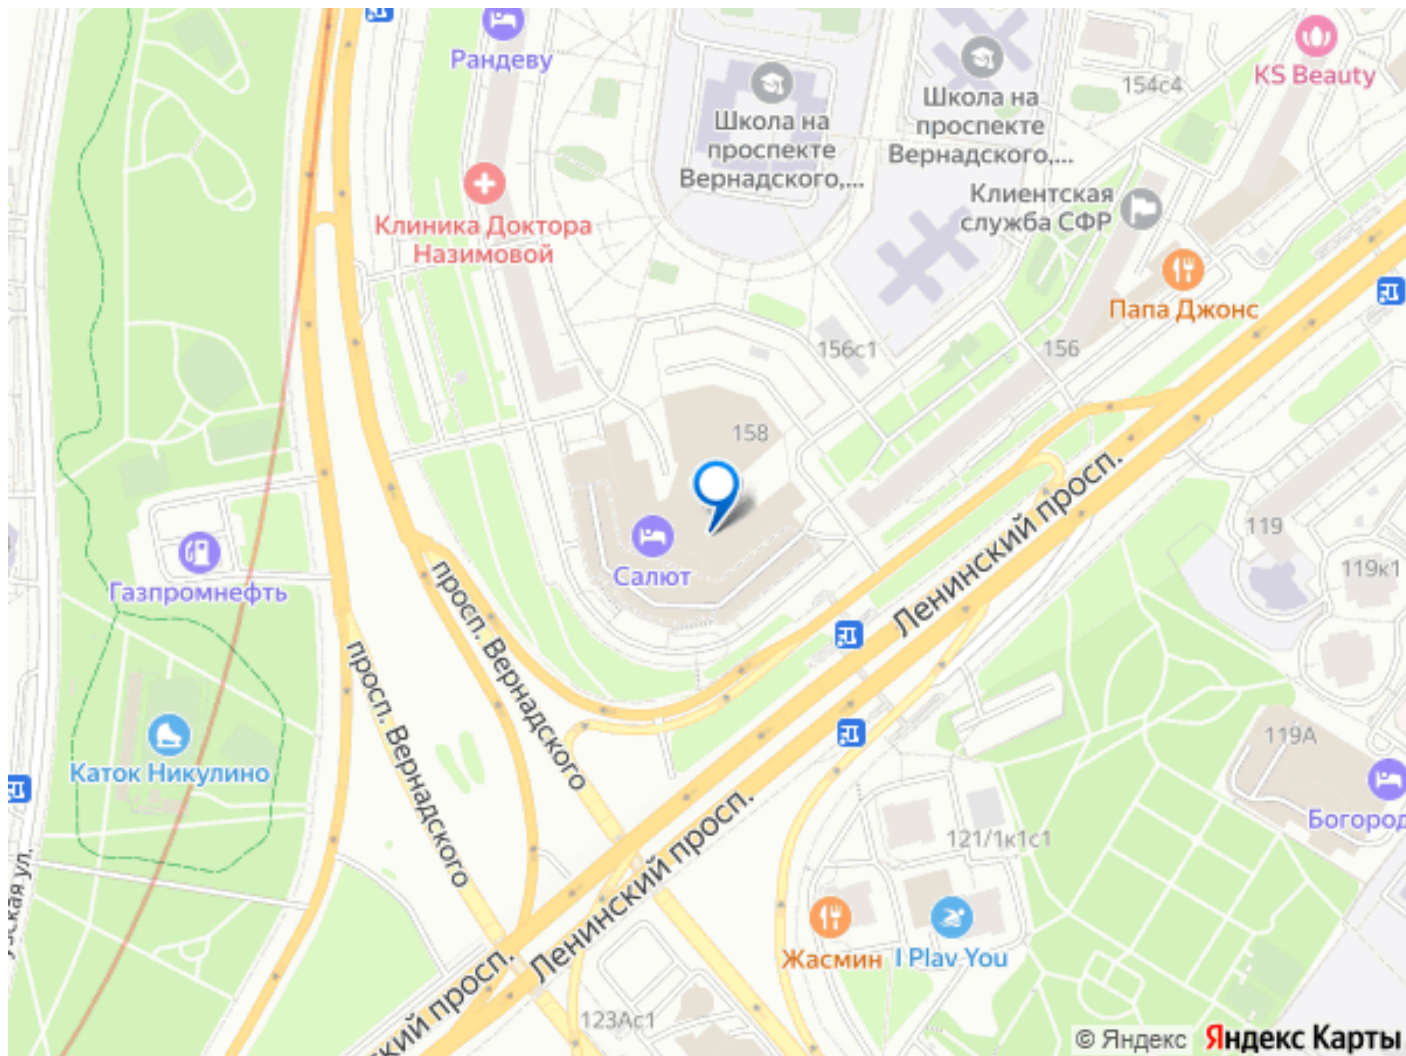 Рандеву
KS Beauty
154с4
Школа на
проспекте
Вернадского,...
Школа на
проспекте
Вернадского,...
Клиентская
служба СФР
Клиника Доктора
Назимовой
Папа Джонс
156с1
156
158
Ленинский просп.
119
119к1
Салют
Газпромнефть
просп. Вернадского
просп. Вернадского
119А
Каток Никулино
Богород
Ленинский просп.
121/1к1с1
Жасмин
I Play You
ский просп.
123Ас1
© Яндекс
Яндекс Карты